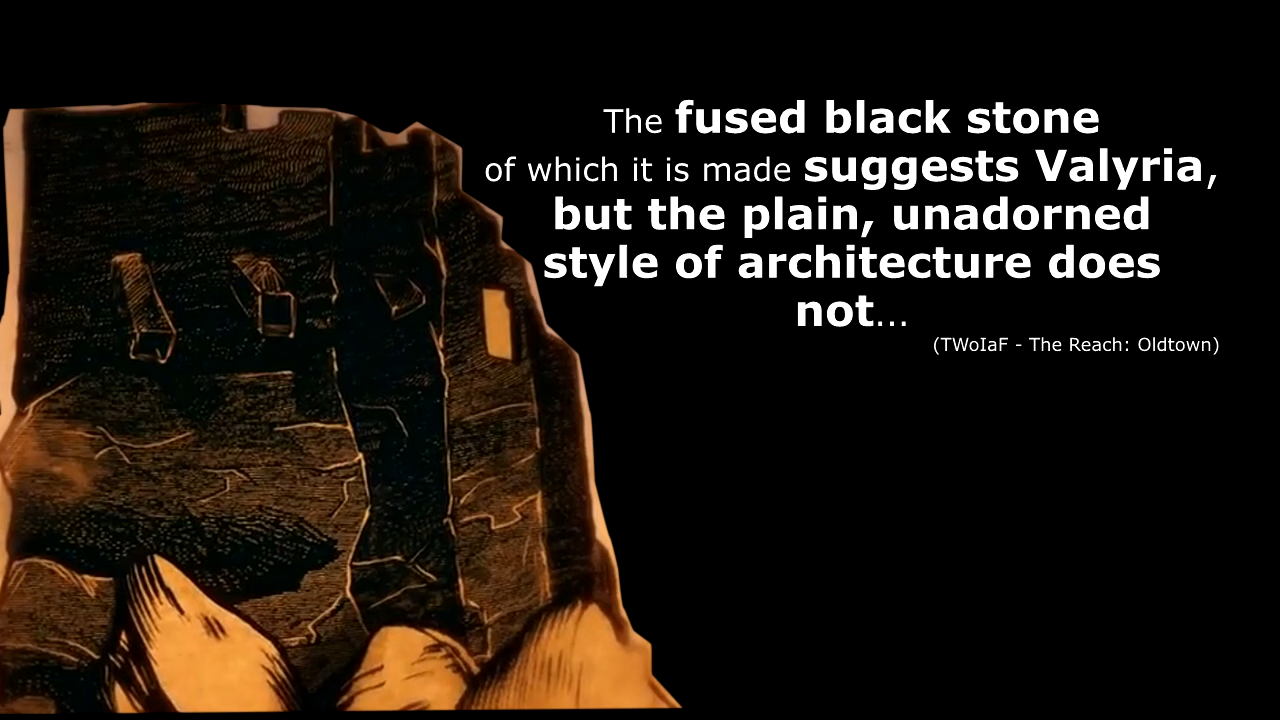 The fused black stone
of which it is made suggests Valyria,
but the plain, unadorned
style of architecture does
not...
(TWoIaF - The Reach: Oldtown)